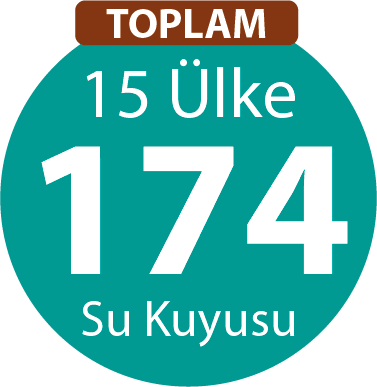 TOPLAM
15 Ülke
174
Su Kuyusu